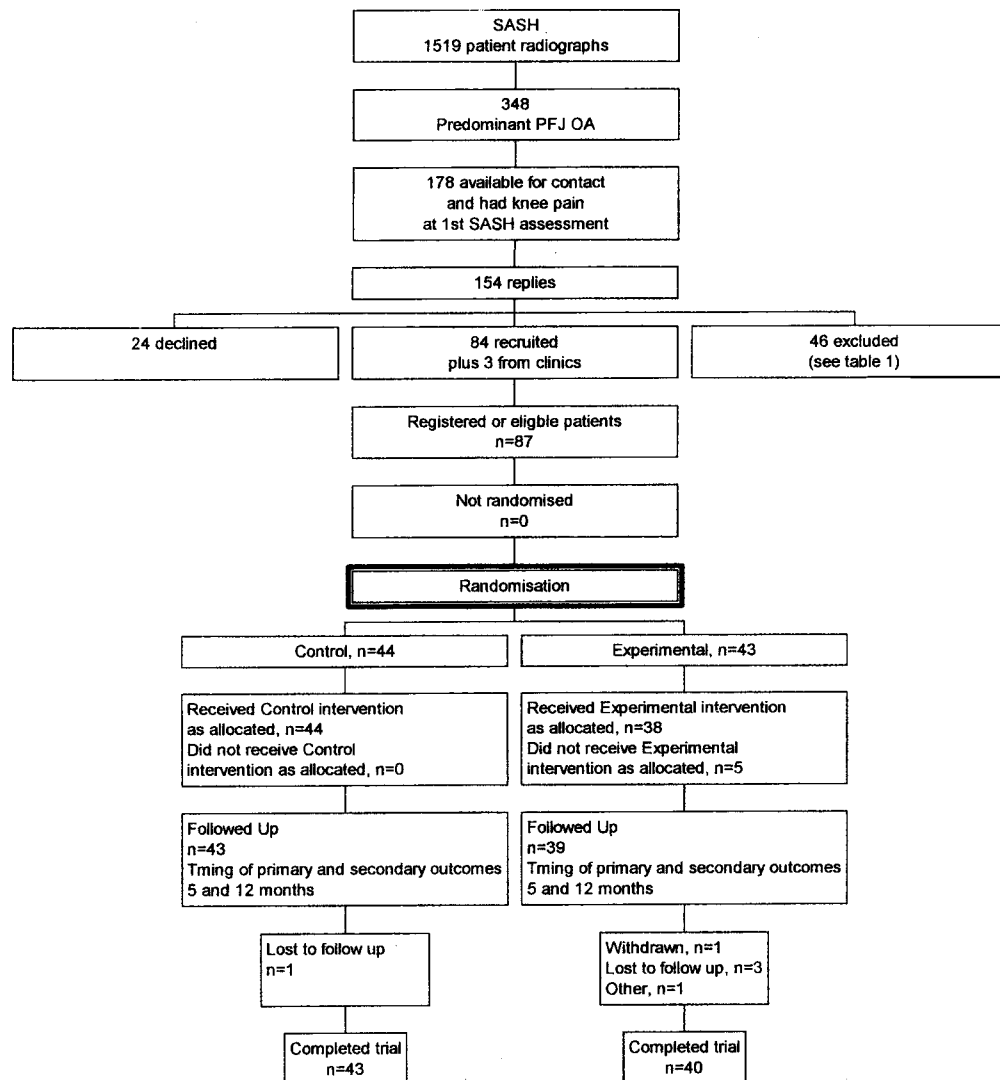 SASH
1519 patient radiographs
348
Predominant PFJ OA
178 available for contact
and had knee pain
at 1st SASH assessment
154 replies
24 declined
84 recruited
plus 3 from clinics
46 excluded
(see table 1)
Registered or eligble patients
n=87
Not randomised
n=0
Randomisation
Control, n=44
Experimental, n=43
Received Control intervention
as allocated, n=44
Did not receive Control
intervention as allocated, n=0
Received Experimental intervention
as allocated, n=38
Did not receive Experimental
intervention as allocated, n=5
Followed Up
n=43
Tming of primary and secondary outcomes
5 and 12 months
Followed Up
n=39
Tming of primary and secondary outcomes
5 and 12 months
Lost to follow up
n=1
Withdrawn, n=1
Lost to follow up, n=3
Other, n=1
Completed trial
n=43
Completed trial
n=40